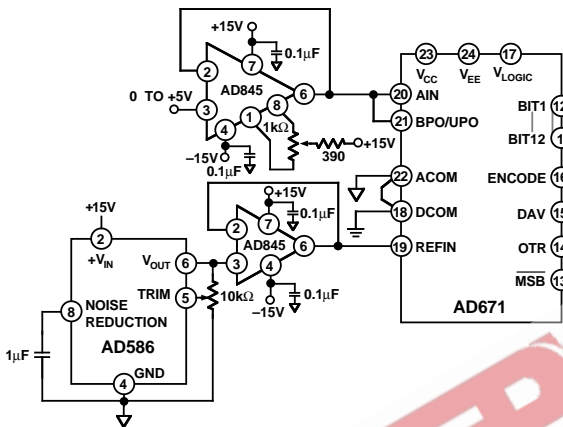 +15V
0.1μF
7
2
AD845
6
0 TO +5V
3
1
8
4
1kΩ
390
+15V
–15V
0.1μF
23
24
17
VCC
VEE
VLOGIC
20
AIN
21
BPO/UPO
22
ACOM
18
DCOM
19
REFIN
BIT1
12
BIT12
1
ENCODE
16
DAV
15
OTR
14
MSB
13
AD671
+15V
0.1μF
7
2
AD845
6
3
4
0.1μF
–15V
+15V
2
+VIN
VOUT
6
TRIM
5
10kΩ
8
NOISE
REDUCTION
AD586
1μF
4
GND